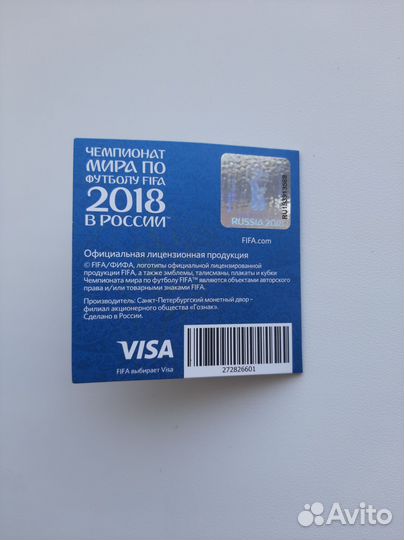 ЧЕМПИОНАТ
МИРА ПО
ФУТБОЛУ FIFA
2018
В РОССИИ™
RUSSIA 2018
FIFA.com
Официальная лицензионная продукция
© FIFA/ФИФА, логотипы официальной лицензированной
продукции FIFA, а также эмблемы, талисманы, плакаты и кубки
Чемпионата мира по футболу FIFA™ являются объектами авторского
права и/или товарными знаками FIFA.
Производитель: Санкт-Петербургский монетный двор -
филиал акционерного общества «Гознак».
Сделано в России.
VISA
FIFA выбирает Visa
272826601
Avito